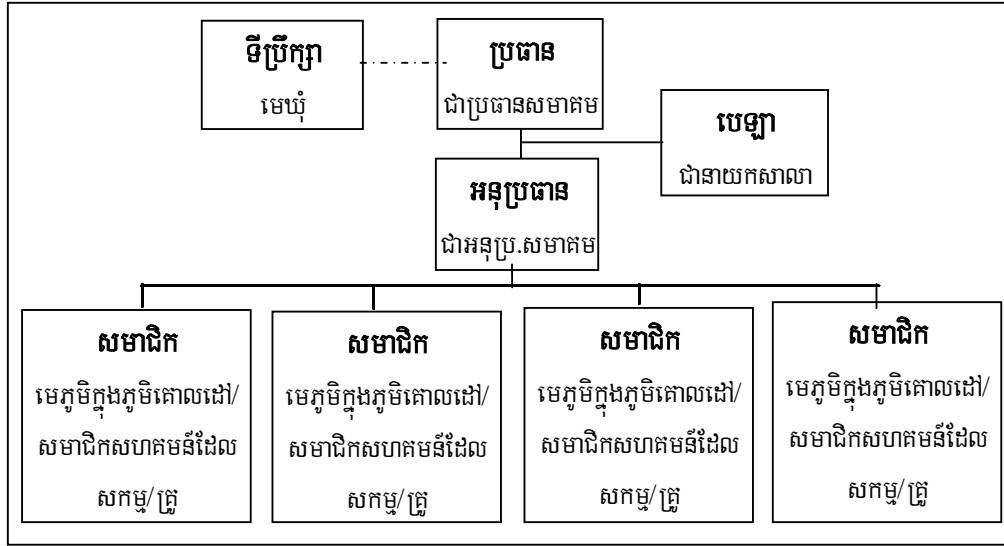 ទីប្រឹក្សា
មេឃុំ
ប្រធាន
ជាប្រធានសមាគម
បេឡា
ជានាយកសាលា
អនុប្រធាន
ជាអនុប្រ.សមាគម
សមាជិក
មេភូមិក្នុងភូមិគោលដៅ/
សមាជិកសហគមន៍ដែល
សកម្ម/គ្រូ
សមាជិក
មេភូមិក្នុងភូមិគោលដៅ/
សមាជិកសហគមន៍ដែល
សកម្ម/គ្រូ
សមាជិក
មេភូមិក្នុងភូមិគោលដៅ/
សមាជិកសហគមន៍ដែល
សកម្ម/គ្រូ
សមាជិក
មេភូមិក្នុងភូមិគោលដៅ/
សមាជិកសហគមន៍ដែល
សកម្ម/គ្រូ